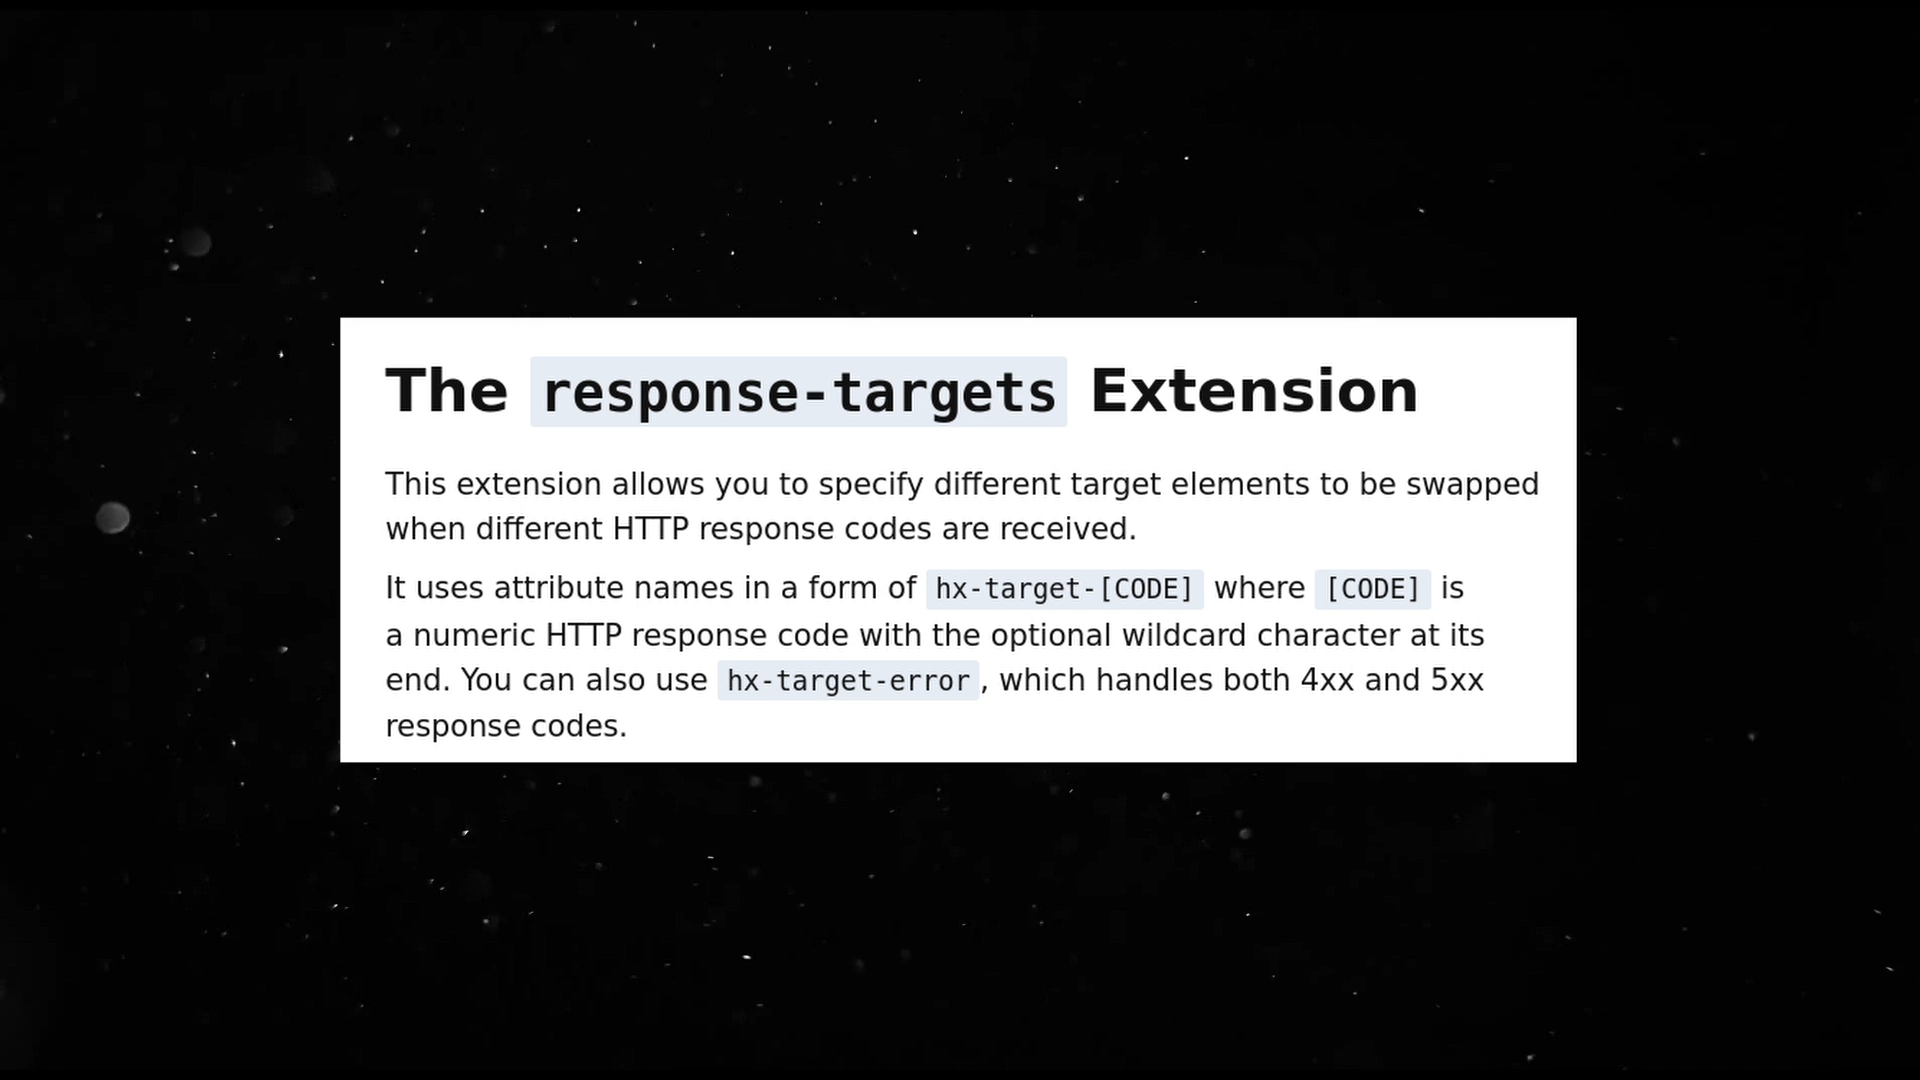 The response-targets Extension
This extension allows you to specify different target elements to be swapped
when different HTTP response codes are received.
It uses attribute names in a form of hx-target-[CODE] where [CODE] is
a numeric HTTP response code with the optional wildcard character at its
end. You can also use hx-target-error, which handles both 4xx and 5xx
response codes.